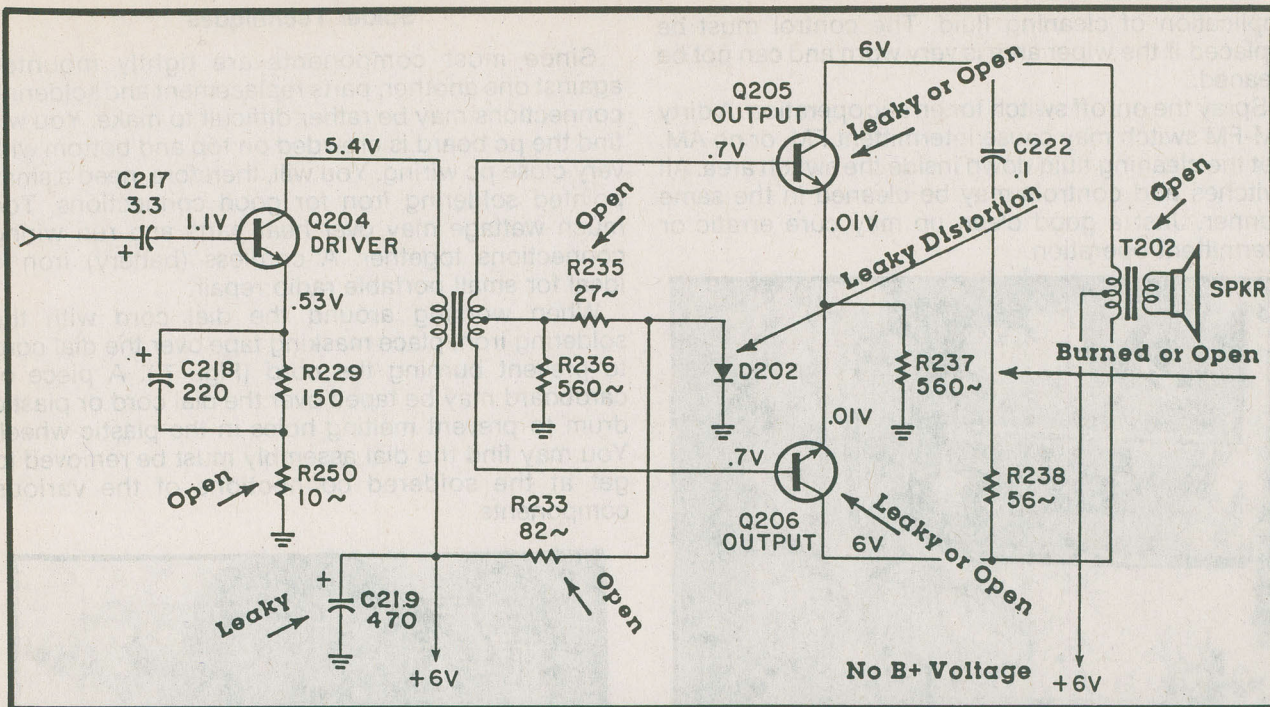 6V
Q205
OUTPUT
Leaky or Open
.7V
C222
5.4V
C217
3.3
+
1.1V
Q204
DRIVER
Open
.01V
Open
Leaky Distortion
T202
SPKR
R235
27~
.53V
+
C218
220
R229
150
R236
560~
D202
R237
560~
Burned or Open
.01V
.7V
Open
R250
10~
R233
82~
Q206
OUTPUT
6V
Leaky or Open
R238
56~
+
Leaky
C219
470
Open
+6V
No B+ Voltage
+6V